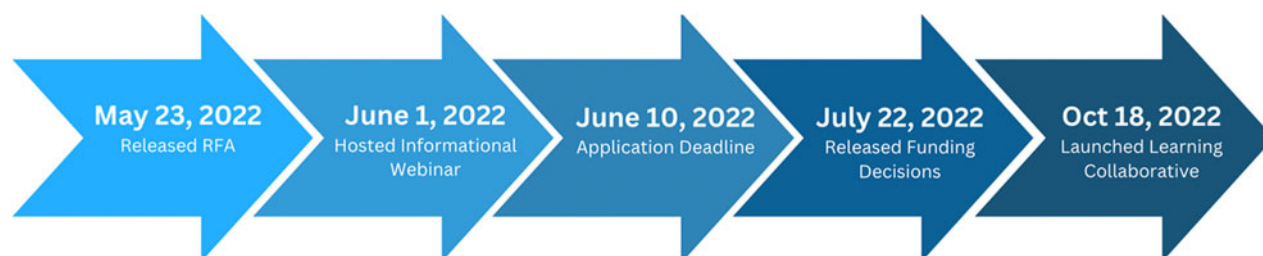 May 23, 2022
Released RFA
June 1, 2022
Hosted Informational
Webinar
June 10, 2022
Application Deadline
July 22, 2022
Released Funding
Decisions
Oct 18, 2022
Launched Learning
Collaborative